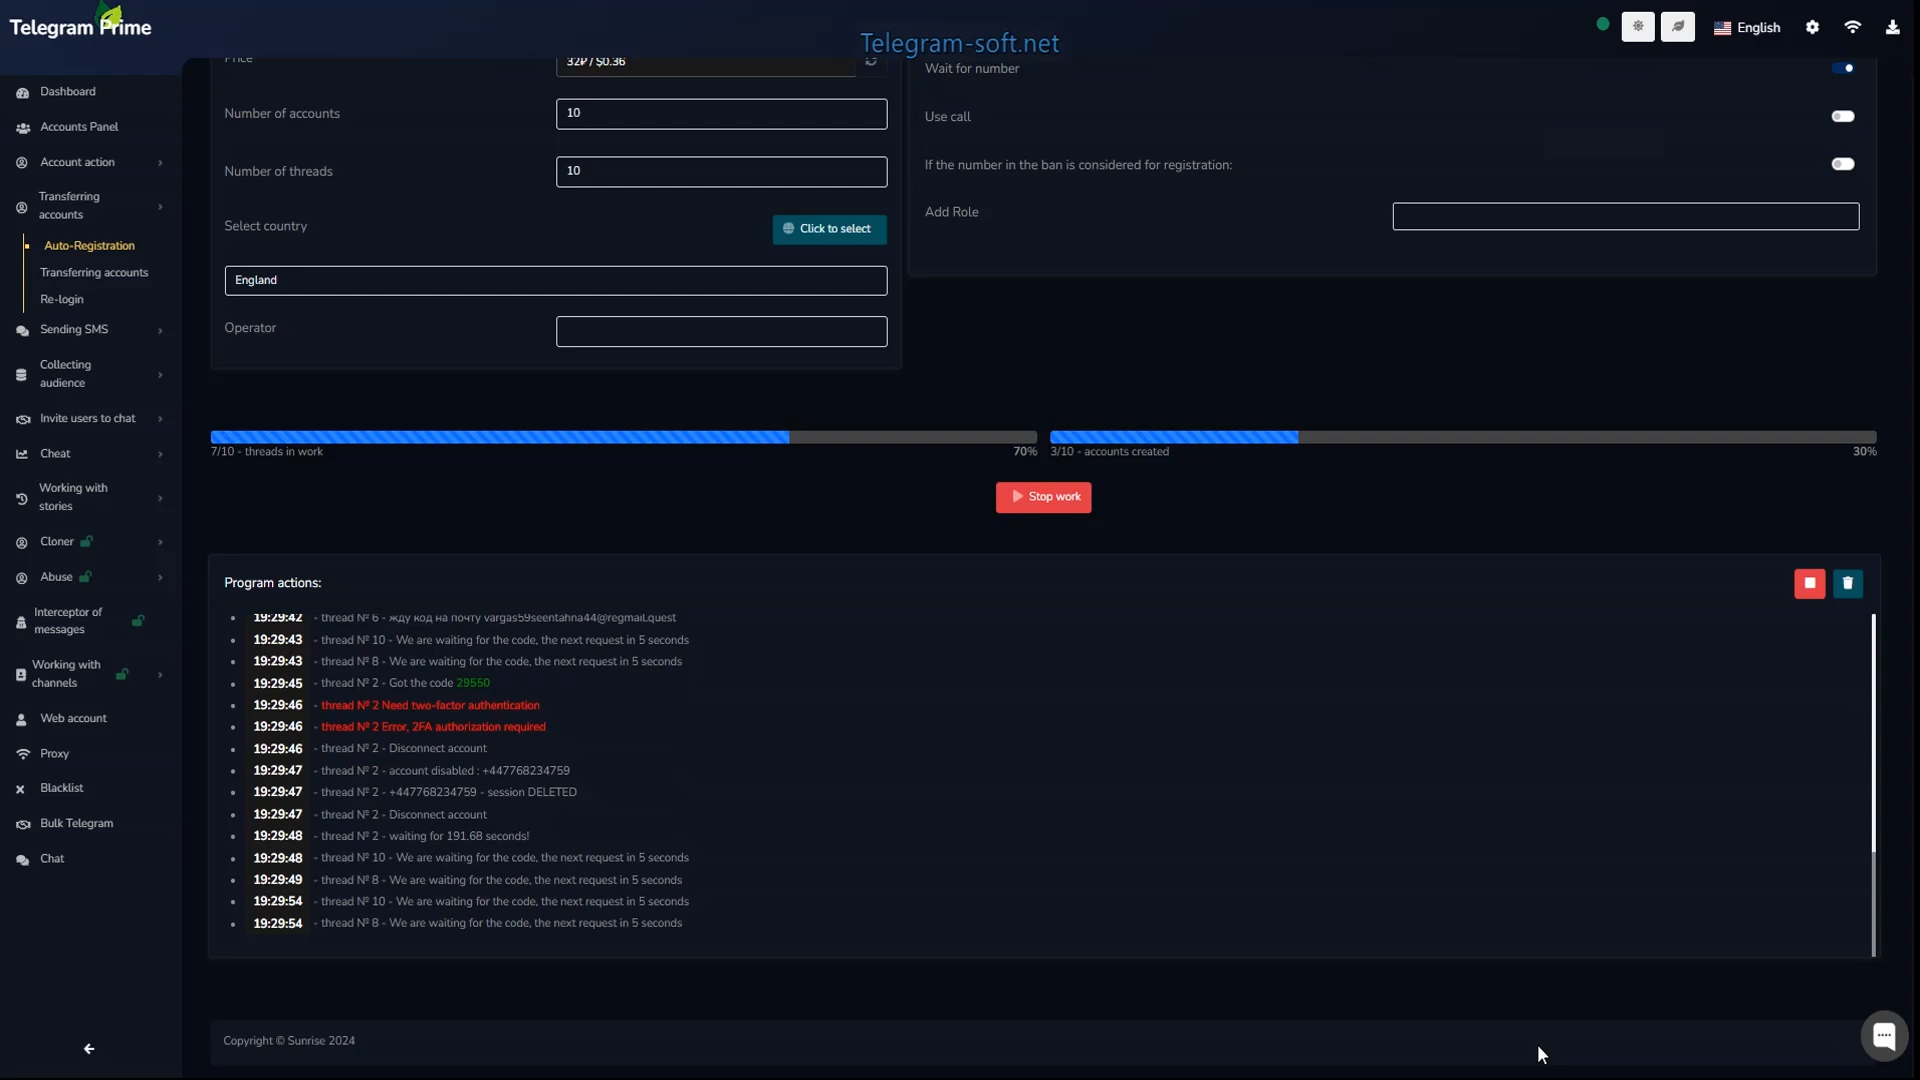 Telegram Prime
Telegram-soft.net
English
Dashboard
Accounts Panel
Account action
Transferring
accounts
Auto-Registration
Transferring accounts
Re-login
Sending SMS
Collecting
audience
Invite users to chat
Cheat
Working with
stories
Cloner
Abuse
Interceptor of
messages
Working with
channels
Web account
Proxy
Blacklist
Bulk Telegram
Chat
Price
32₽ / $0.36
Number of accounts
10
Number of threads
10
Select country
Click to select
England
Operator
Wait for number
Use call
If the number in the ban is considered for registration:
Add Role
7/10 - threads in work
70%
3/10 - accounts created
30%
Stop work
Program actions:
19:29:42 - thread № 6 - жду код на почту vargas59seentahna44@regmail.quest
19:29:43 - thread № 10 - We are waiting for the code, the next request in 5 seconds
19:29:43 - thread № 8 - We are waiting for the code, the next request in 5 seconds
19:29:45 - thread № 2 - Got the code 29550
19:29:46 - thread № 2 Need two-factor authentication
19:29:46 - thread № 2 Error, 2FA authorization required
19:29:46 - thread № 2 - Disconnect account
19:29:47 - thread № 2 - account disabled : +447768234759
19:29:47 - thread № 2 - +447768234759 - session DELETED
19:29:47 - thread № 2 - Disconnect account
19:29:48 - thread № 2 - waiting for 191.68 seconds!
19:29:48 - thread № 10 - We are waiting for the code, the next request in 5 seconds
19:29:49 - thread № 8 - We are waiting for the code, the next request in 5 seconds
19:29:54 - thread № 10 - We are waiting for the code, the next request in 5 seconds
19:29:54 - thread № 8 - We are waiting for the code, the next request in 5 seconds
Copyright © Sunrise 2024